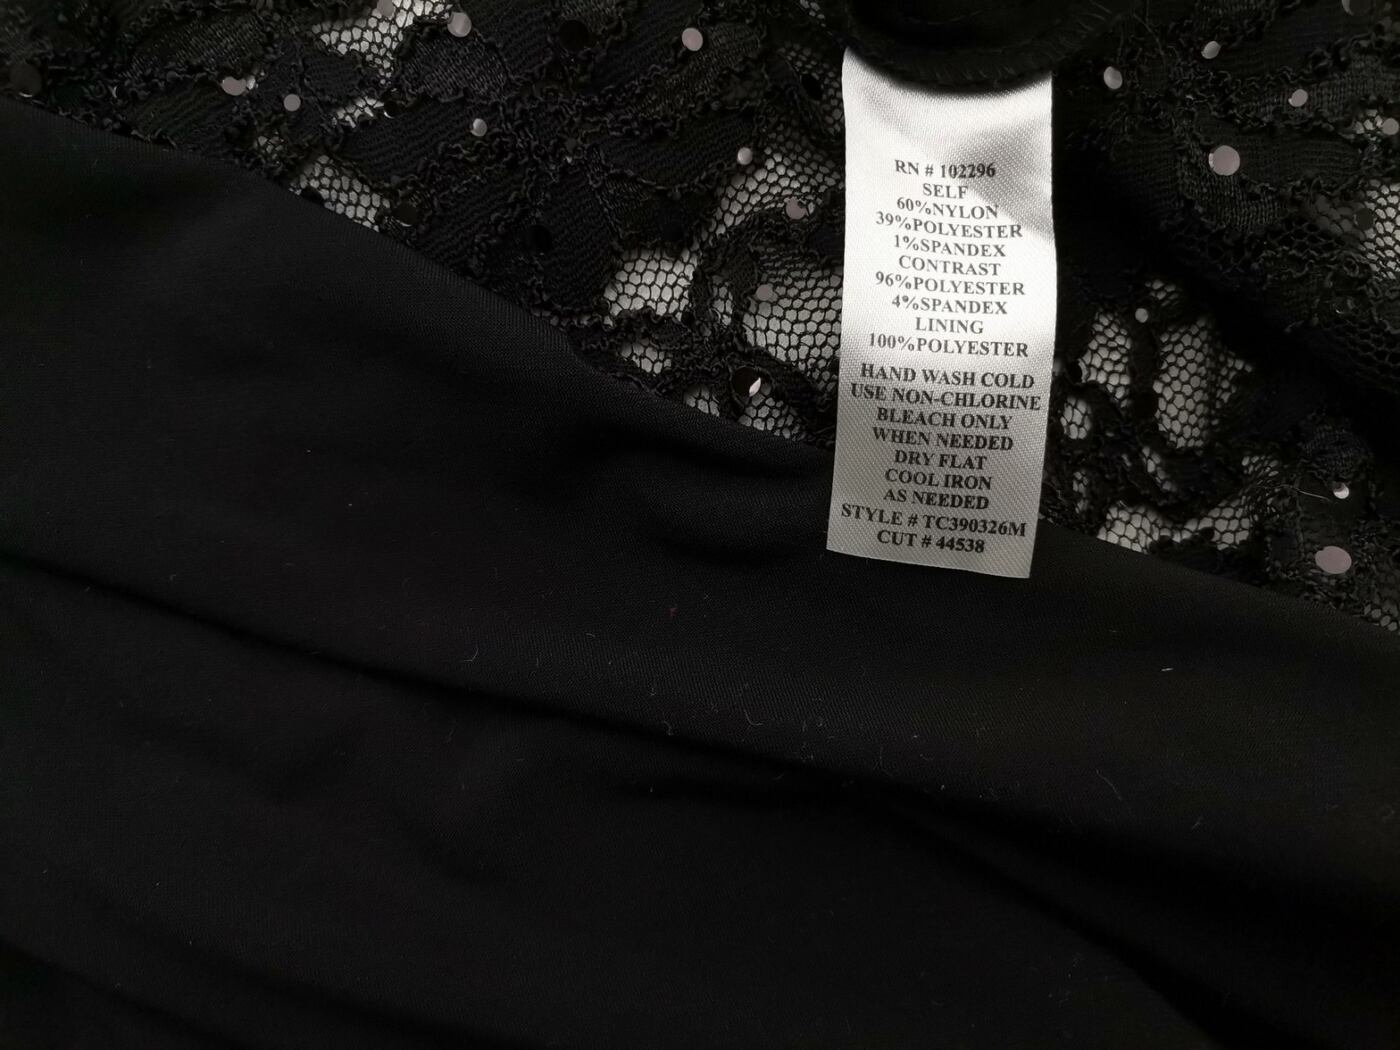 RN # 102296
SELF
60%NYLON
39%POLYESTER
1%SPANDEX
CONTRAST
96%POLYESTER
4%SPANDEX
LINING
100%POLYESTER
HAND WASH COLD
USE NON-CHLORINE
BLEACH ONLY
WHEN NEEDED
DRY FLAT
COOL IRON
AS NEEDED
STYLE # TC390326M
CUT # 44538